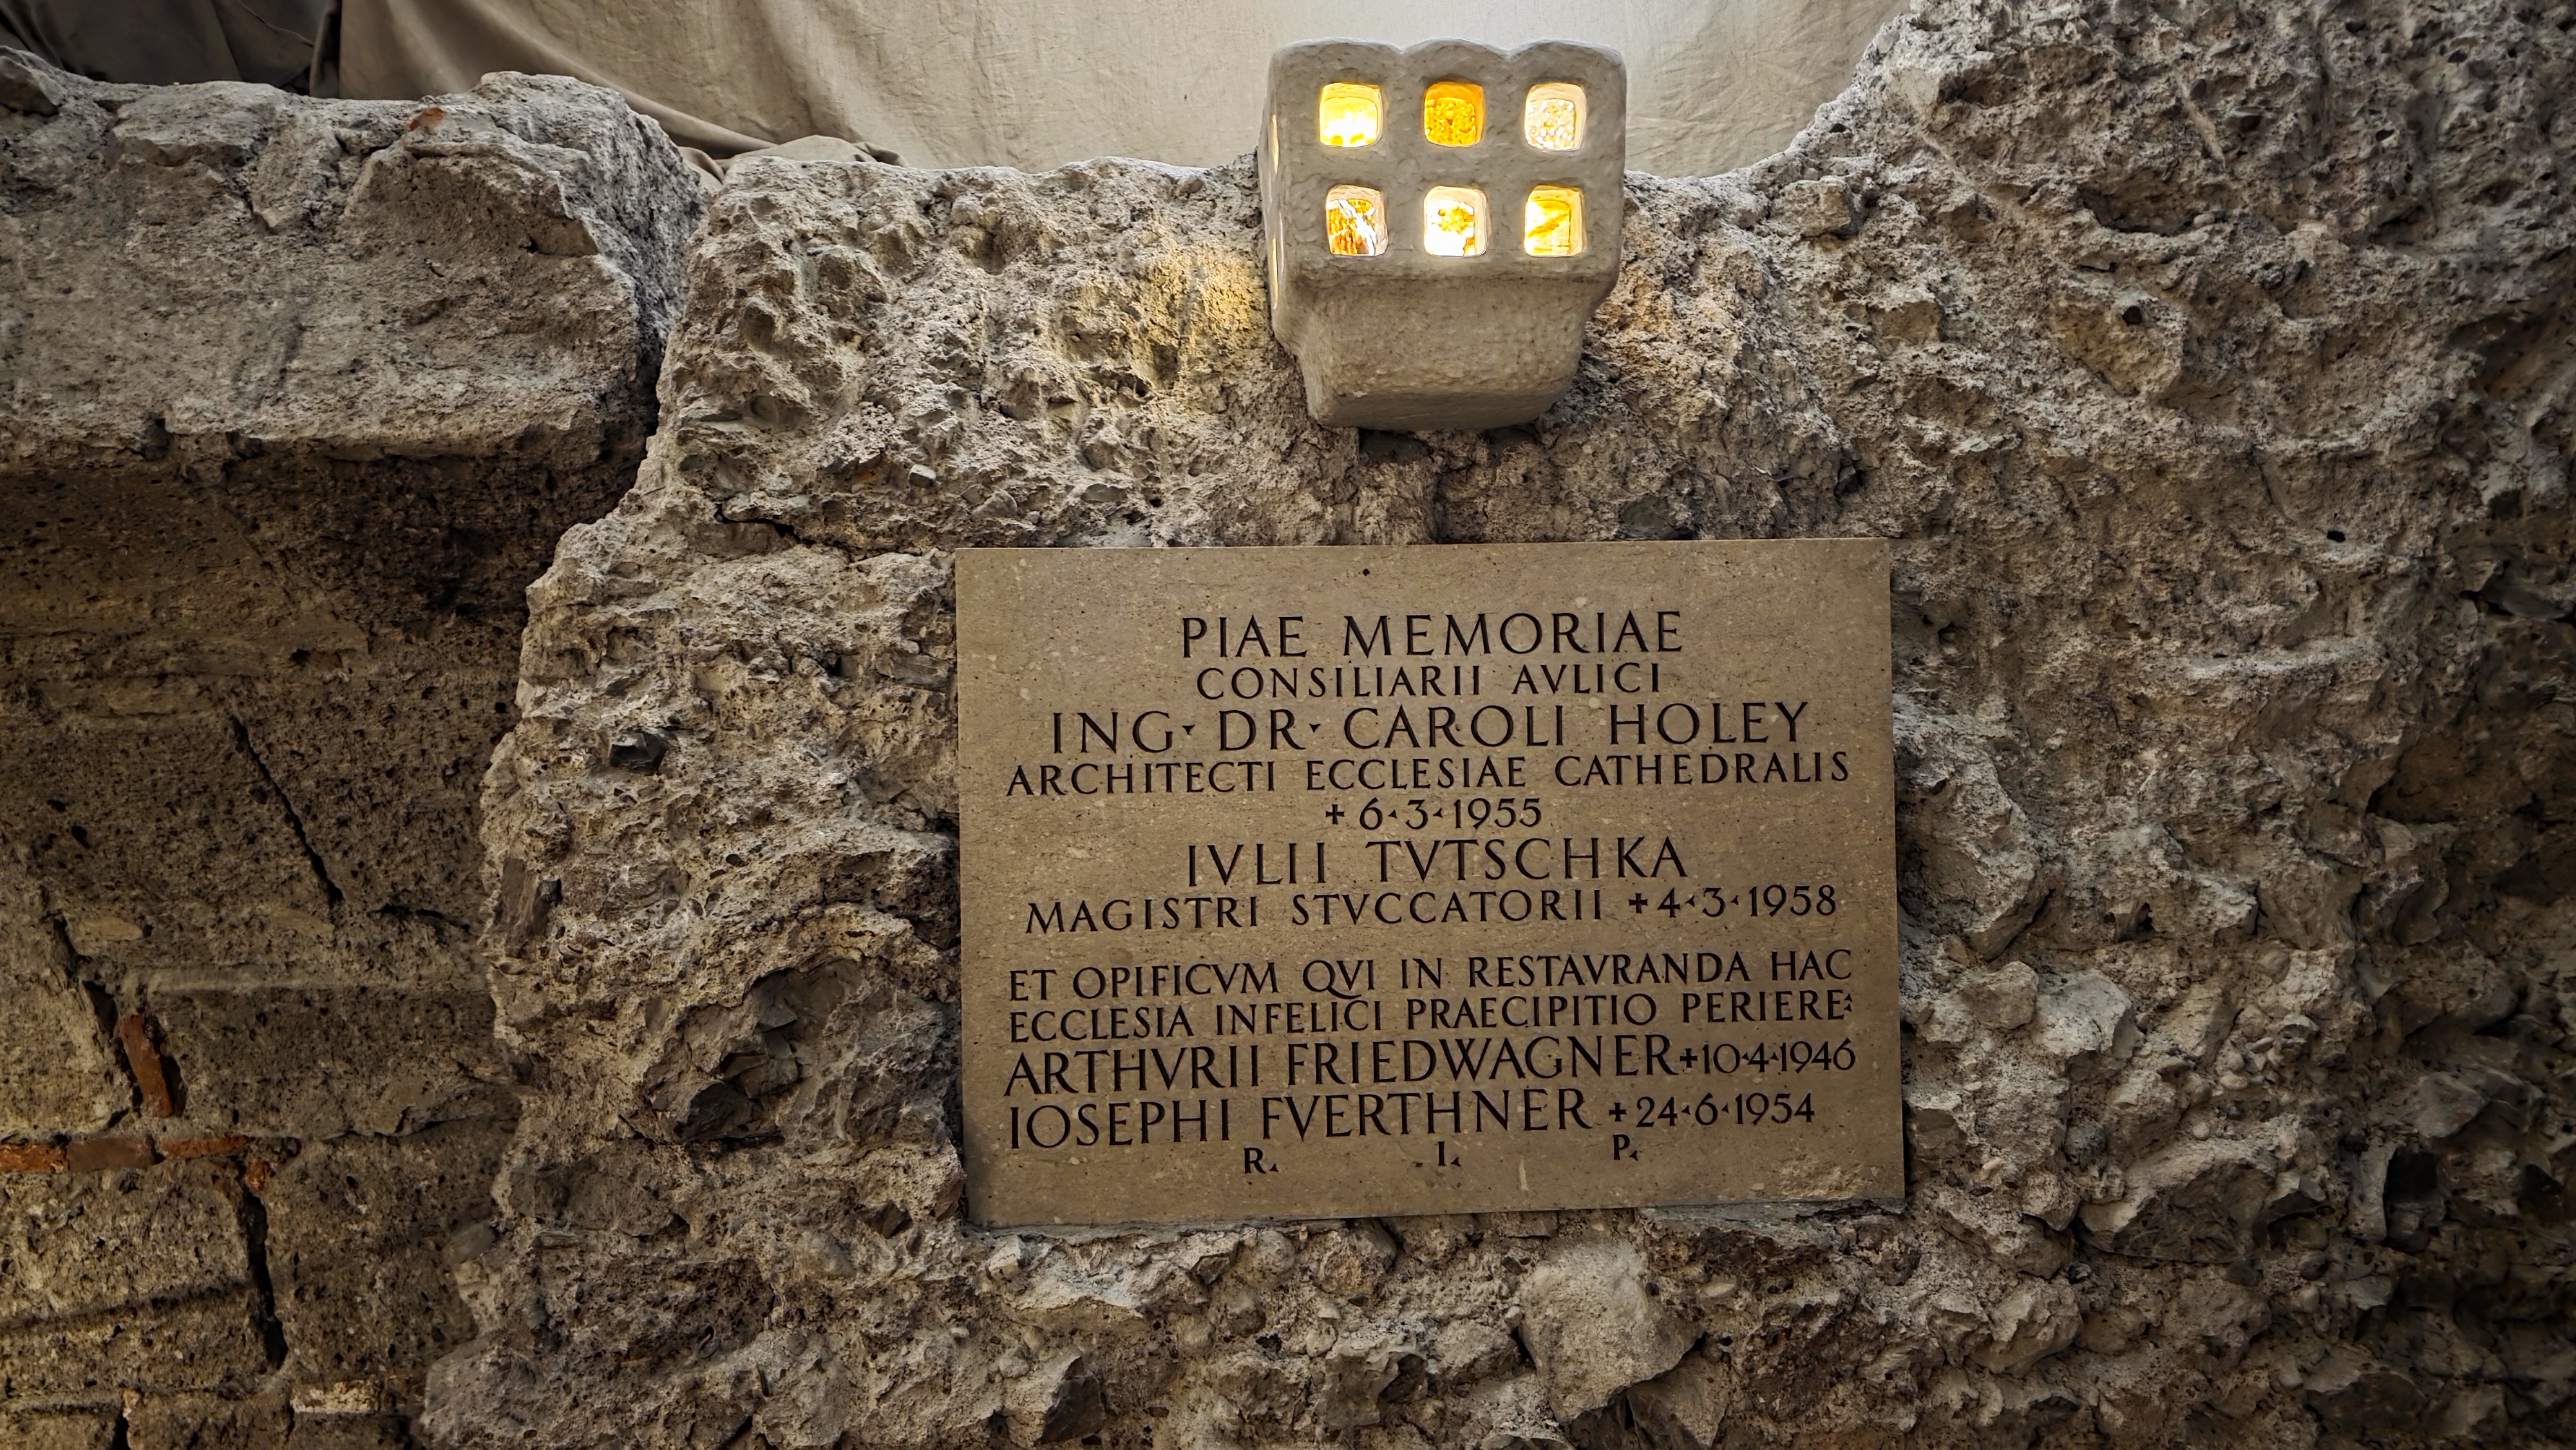 PIAE MEMORIAE
CONSILIARII AVLICI
ING· DR· CAROLI HOLEY
ARCHITECTI ECCLESIAE CATHEDRALIS
+ 6·3·1955
IVLII TVTSCHKA
MAGISTRI STVCCATORII +4·3·1958
ET OPIFICVM QVI IN RESTAVRANDA HAC
ECCLESIA INFELICI PRAECIPITIO PERIERE:
ARTHVRII FRIEDWAGNER+10·4·1946
IOSEPHI FVERTHNER +24·6·1954
R. I. P.